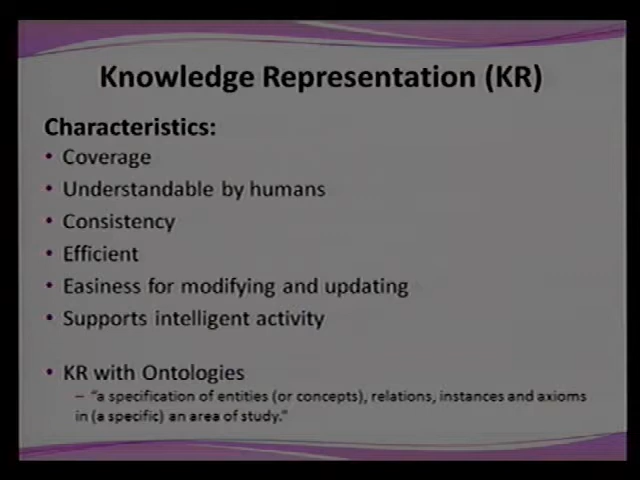 Knowledge Representation (KR)
Characteristics:
• Coverage
• Understandable by humans
• Consistency
• Efficient
• Easiness for modifying and updating
• Supports intelligent activity
• KR with Ontologies
– "a specification of entities (or concepts), relations, instances and axioms
in (a specific) an area of study."